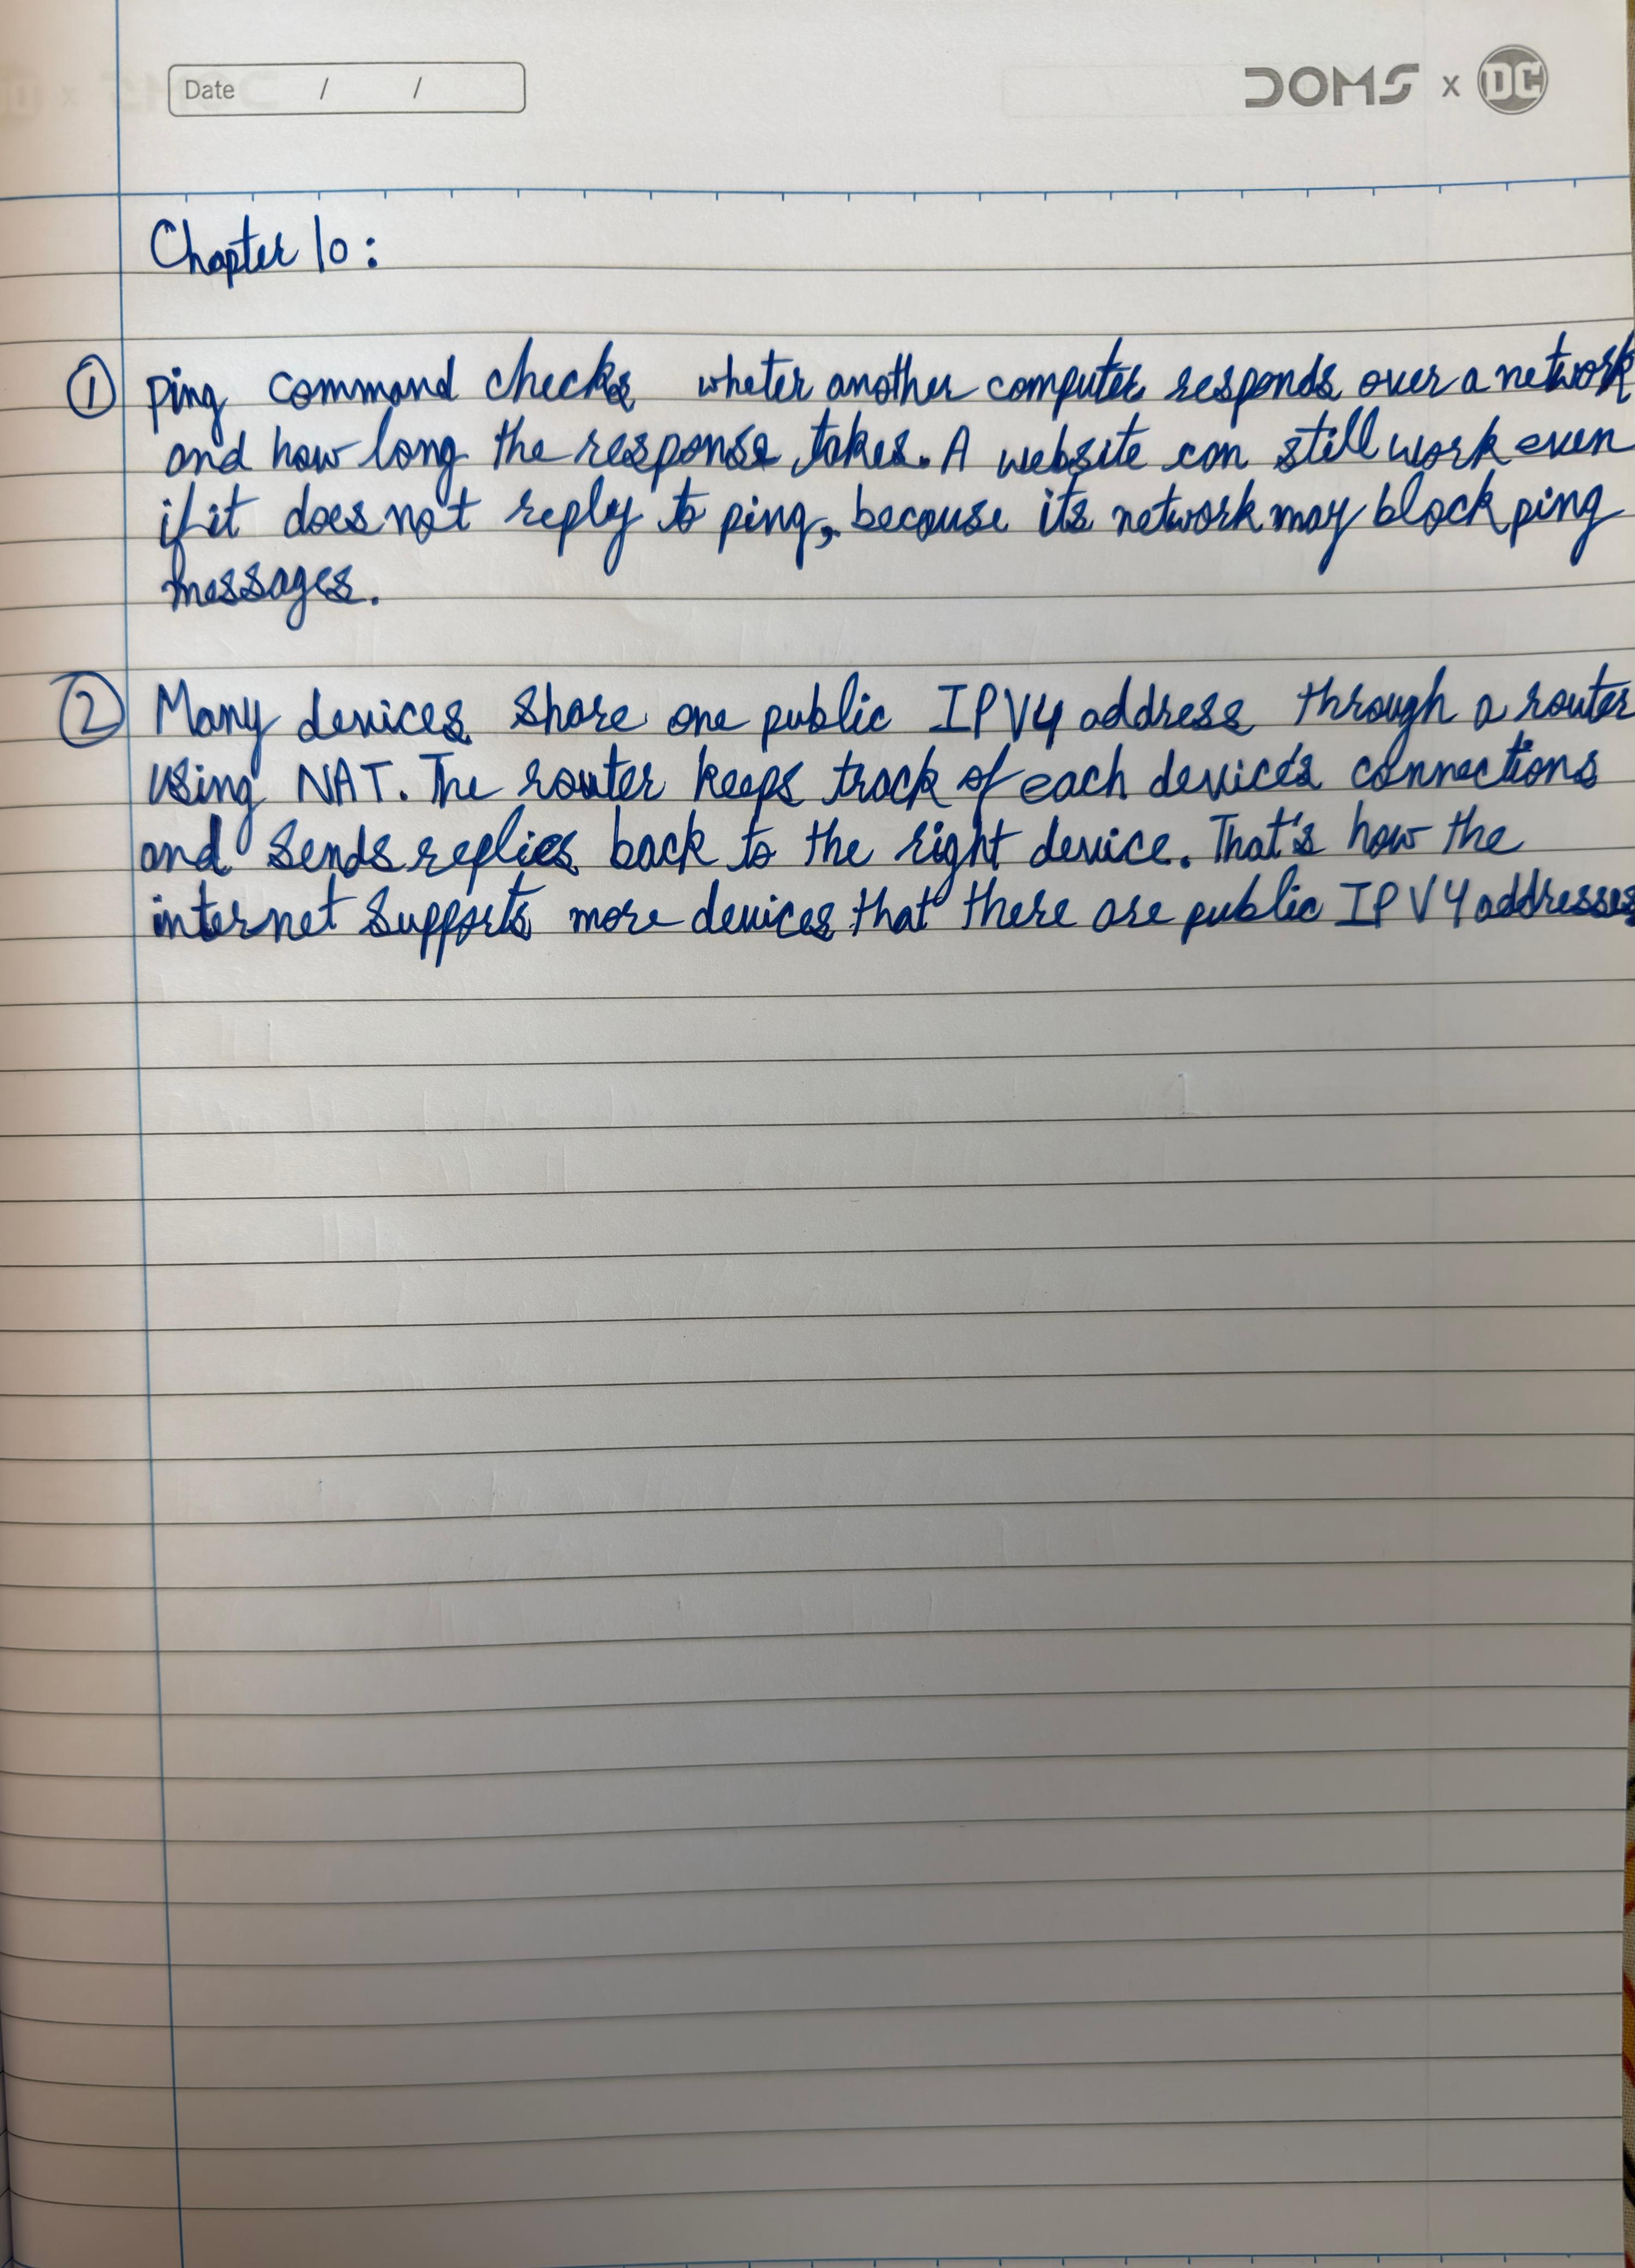 Date / /
DOMS x DC
Chapter 10:
① ping command checks wheter another computer responds over a network
and how long the response takes. A website can still work even
if it does not reply to ping, because its network may block ping
messages.
② Many devices share one public IPV4 address through a router
using NAT. The router keeps track of each device's connections
and sends replies back to the right device. That's how the
internet supports more devices that there are public IPV4 addresses